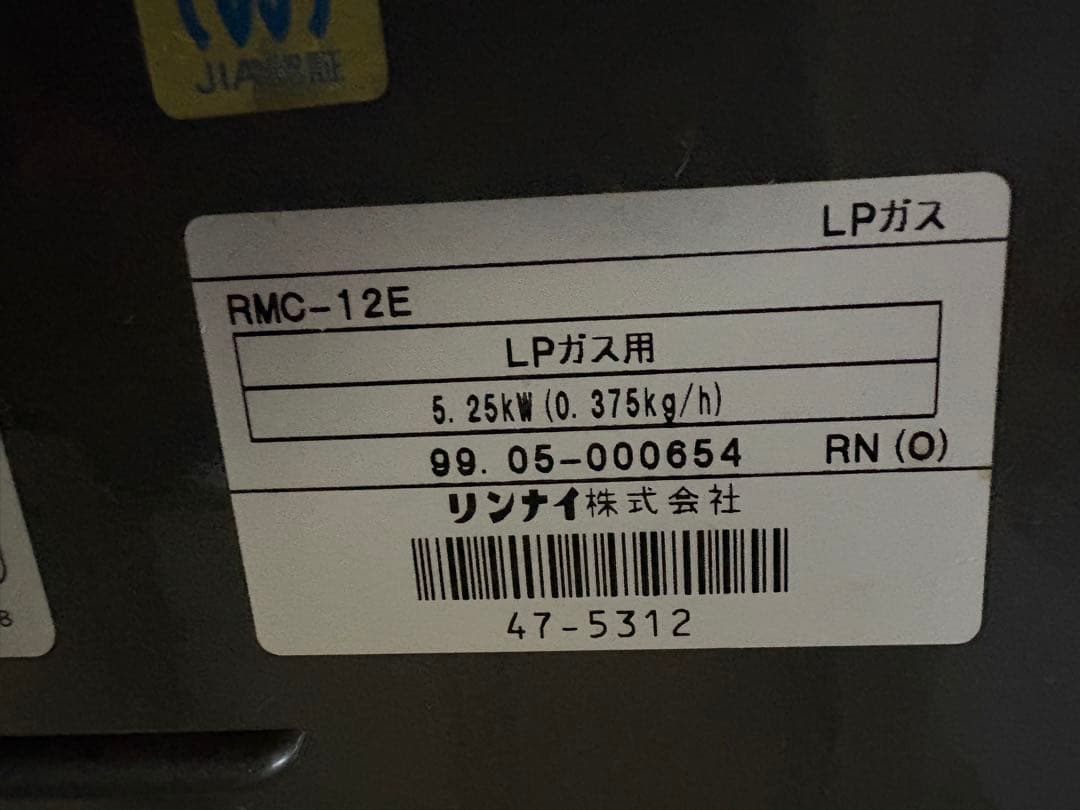 JIA認証
LPガス
RMC-12E
LPガス用
5.25kW(0.375kg/h)
99.05-000654 RN(O)
リンナイ株式会社
47-5312
8